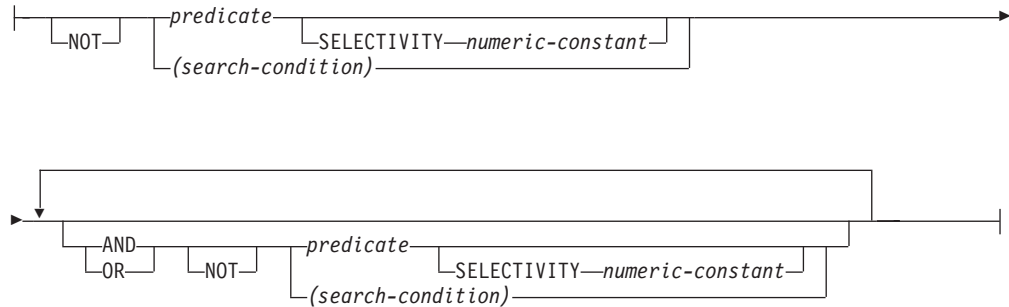 predicate
NOT SELECTIVITY numeric-constant
(search-condition)
AND predicate
OR NOT SELECTIVITY numeric-constant
(search-condition)